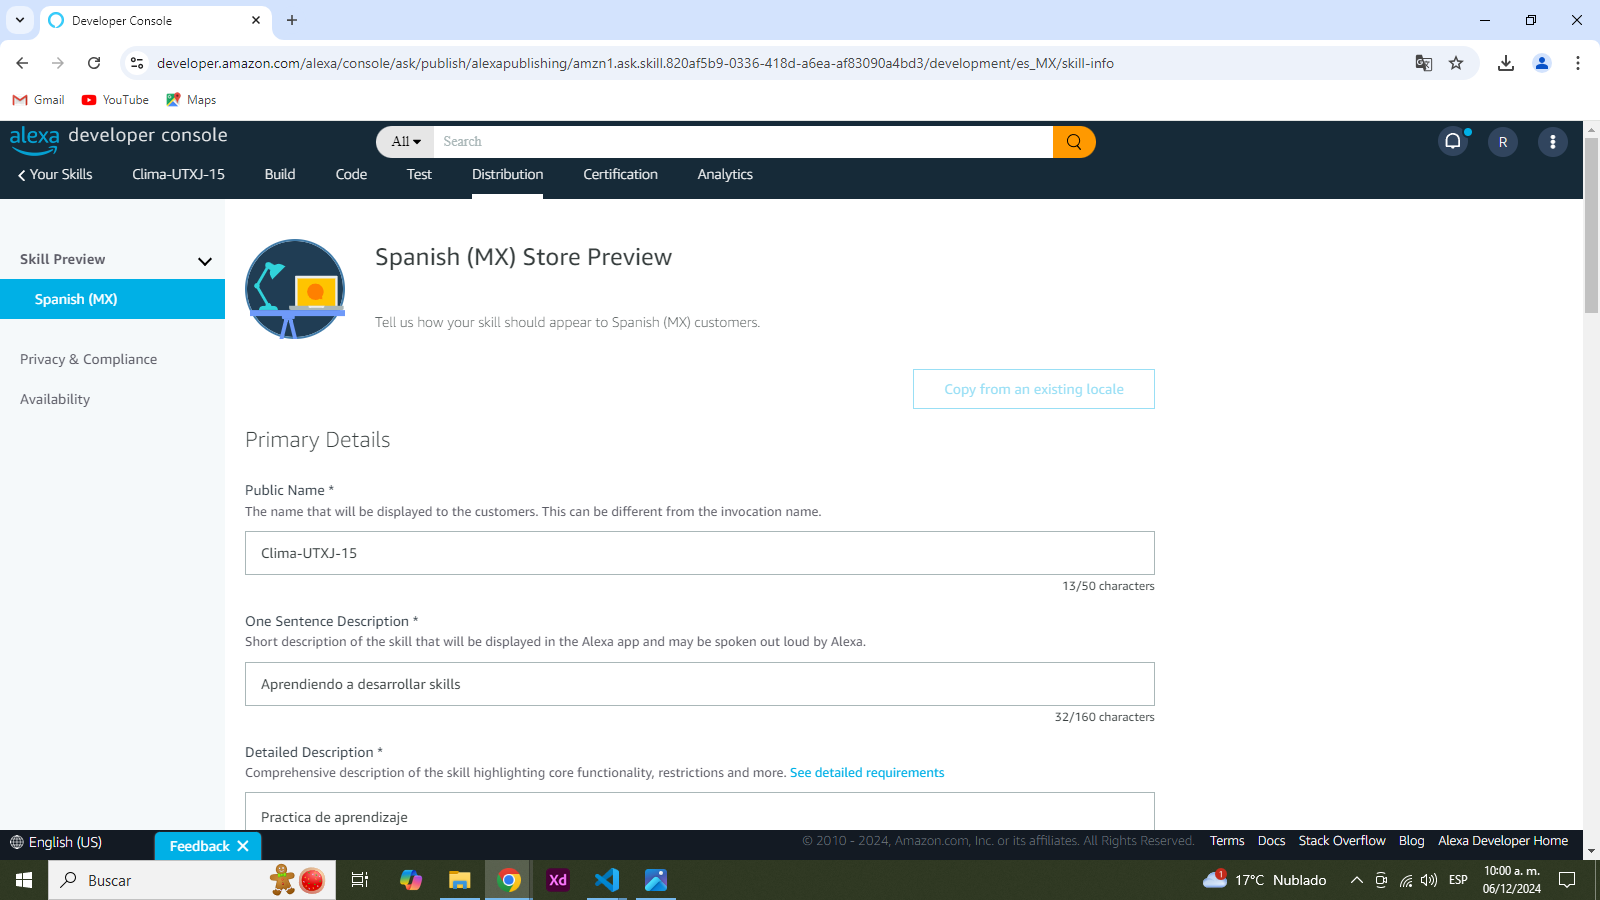 Developer Console
developer.amazon.com/alexa/console/ask/publish/alexapublishing/amzn1.ask.skill.820af5b9-0336-418d-a6ea-af83090a4bd3/development/es_MX/skill-info
Gmail YouTube Maps
alexa developer console All Search R
Your Skills Clima-UTXJ-15 Build Code Test Distribution Certification Analytics
Skill Preview
Spanish (MX)
Privacy & Compliance
Availability
Spanish (MX) Store Preview
Tell us how your skill should appear to Spanish (MX) customers.
Copy from an existing locale
Primary Details
Public Name *
The name that will be displayed to the customers. This can be different from the invocation name.
Clima-UTXJ-15
13/50 characters
One Sentence Description *
Short description of the skill that will be displayed in the Alexa app and may be spoken out loud by Alexa.
Aprendiendo a desarrollar skills
32/160 characters
Detailed Description *
Comprehensive description of the skill highlighting core functionality, restrictions and more. See detailed requirements
Practica de aprendizaje
English (US) Feedback © 2010 - 2024, Amazon.com, Inc. or its affiliates. All Rights Reserved. Terms Docs Stack Overflow Blog Alexa Developer Home
Buscar Xd 1 17°C Nublado ESP 10:00 a. m.
06/12/2024